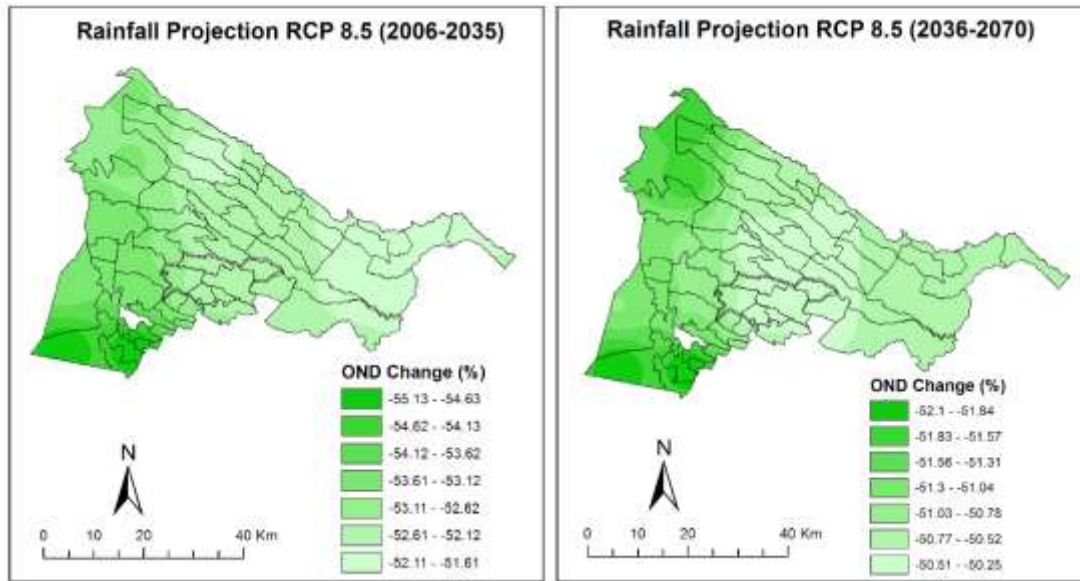 Rainfall Projection RCP 8.5 (2006-2035)
OND Change (%)
-55.13 - -54.63
-54.62 - -54.13
-54.12 - -53.62
-53.61 - -53.12
-53.11 - -52.62
-52.61 - -52.12
-52.11 - -51.61
N
0 10 20 40 Km
Rainfall Projection RCP 8.5 (2036-2070)
OND Change (%)
-52.1 - -51.84
-51.83 - -51.57
-51.56 - -51.31
-51.3 - -51.04
-51.03 - -50.78
-50.77 - -50.52
-50.51 - -50.25
N
0 10 20 40 Km